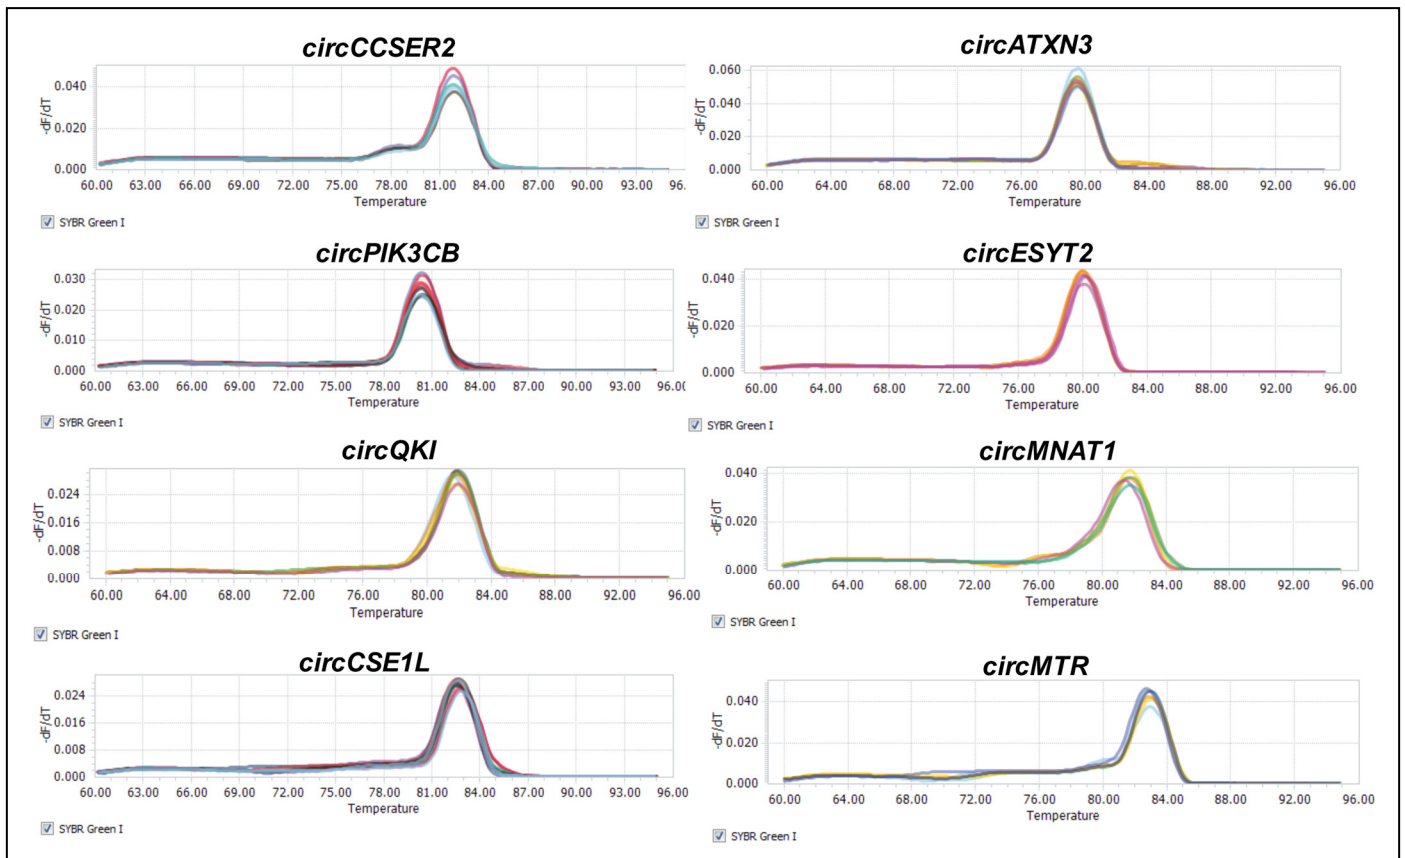 circCCSER2
-dF/dT
0.040
0.020
0.000
60.00 63.00 66.00 69.00 72.00 75.00 78.00 81.00 84.00 87.00 90.00 93.00 96.
Temperature
SYBR Green I
circATXN3
-dF/dT
0.060
0.040
0.020
0.000
60.00 64.00 68.00 72.00 76.00 80.00 84.00 88.00 92.00 96.00
Temperature
SYBR Green I
circPIK3CB
-dF/dT
0.030
0.020
0.010
0.000
60.00 63.00 66.00 69.00 72.00 75.00 78.00 81.00 84.00 87.00 90.00 93.00 96.0
Temperature
SYBR Green I
circESYT2
-dF/dT
0.040
0.020
0.000
60.00 64.00 68.00 72.00 76.00 80.00 84.00 88.00 92.00 96.00
Temperature
SYBR Green I
circQKI
-dF/dT
0.024
0.016
0.008
0.000
60.00 64.00 68.00 72.00 76.00 80.00 84.00 88.00 92.00 96.00
Temperature
SYBR Green I
circMNAT1
-dF/dT
0.040
0.020
0.000
60.00 64.00 68.00 72.00 76.00 80.00 84.00 88.00 92.00 96.00
Temperature
SYBR Green I
circCSE1L
-dF/dT
0.024
0.016
0.008
0.000
60.00 63.00 66.00 69.00 72.00 75.00 78.00 81.00 84.00 87.00 90.00 93.00 96.00
Temperature
SYBR Green I
circMTR
-dF/dT
0.040
0.020
0.000
60.00 64.00 68.00 72.00 76.00 80.00 84.00 88.00 92.00 96.00
Temperature
SYBR Green I